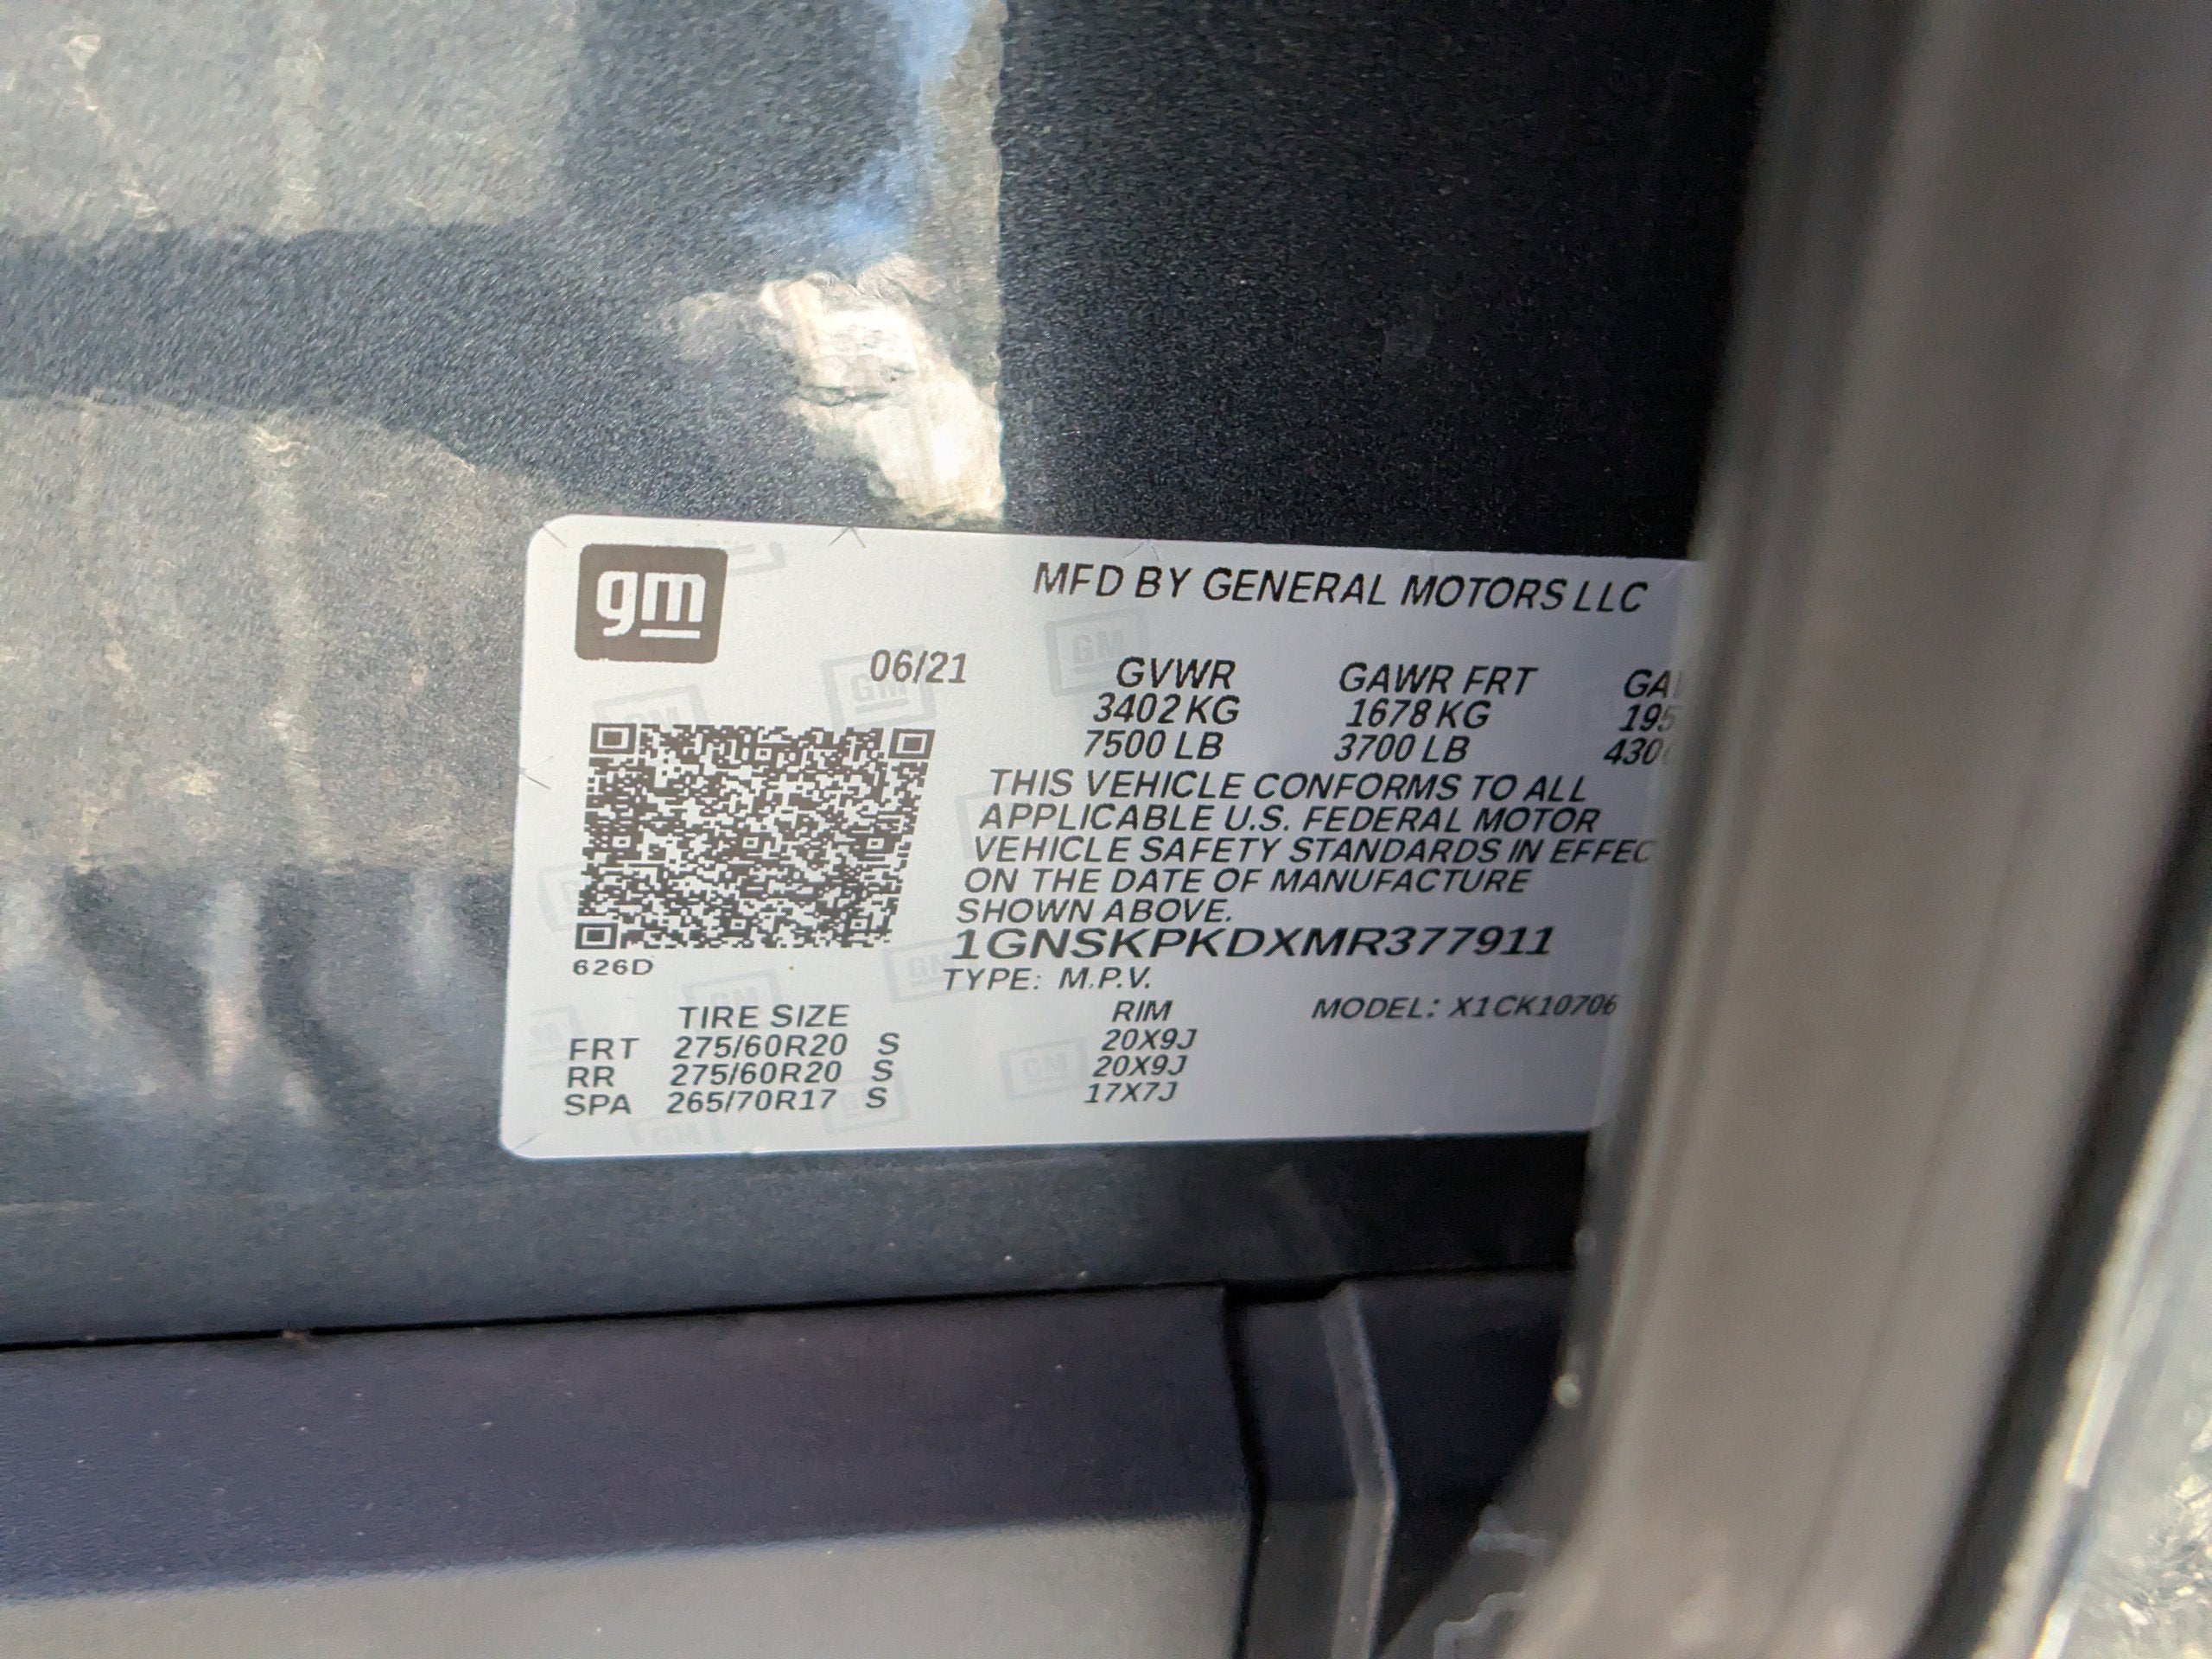 gm
MFD BY GENERAL MOTORS LLC
06/21
GVWR GAWR FRT
3402 KG 1678 KG
7500 LB 3700 LB
THIS VEHICLE CONFORMS TO ALL
APPLICABLE U.S. FEDERAL MOTOR
VEHICLE SAFETY STANDARDS IN EFFEC
ON THE DATE OF MANUFACTURE
SHOWN ABOVE.
1GNSKPKDXMR377911
626D
TYPE: M.P.V.
TIRE SIZE RIM MODEL: X1CK10706
FRT 275/60R20 S 20X9J
RR 275/60R20 S 20X9J
SPA 265/70R17 S 17X7J